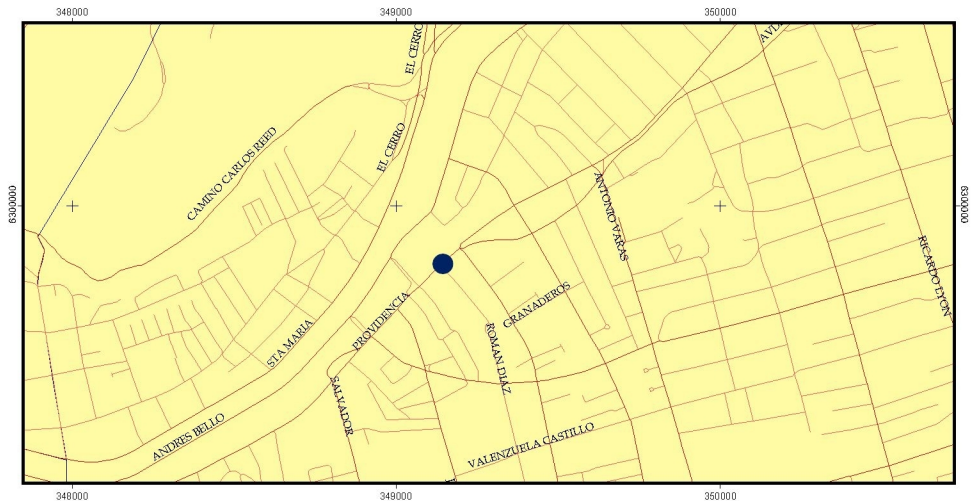 348000 349000 350000
EL CERRO
EL CERRO
CAMINO CARLOS REED
6300000
6300000
ANTONIO VARAS
RICARDO LYON
GRANADEROS
PROVIDENCIA
STA MARIA
ROMAN DIAZ
SALVADOR
ANDRES BELLO
VALENZUELA CASTILLO
348000 349000 350000